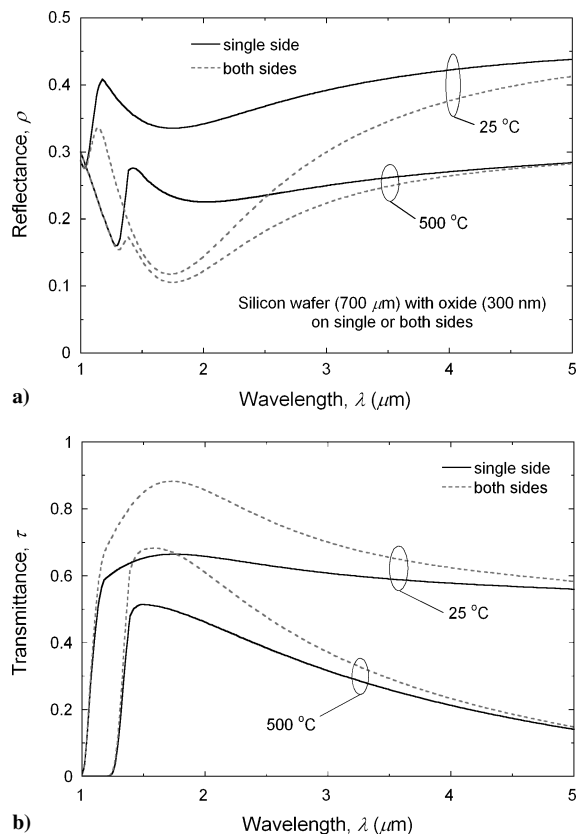 0.5
0.4
0.3
0.2
0.1
0
Reflectance, ρ
single side
both sides
25 °C
500 °C
Silicon wafer (700 μm) with oxide (300 nm)
on single or both sides
1 2 3 4 5
Wavelength, λ (μm)
a)
1
0.8
0.6
0.4
0.2
0
Transmittance, τ
single side
both sides
25 °C
500 °C
1 2 3 4 5
Wavelength, λ (μm)
b)